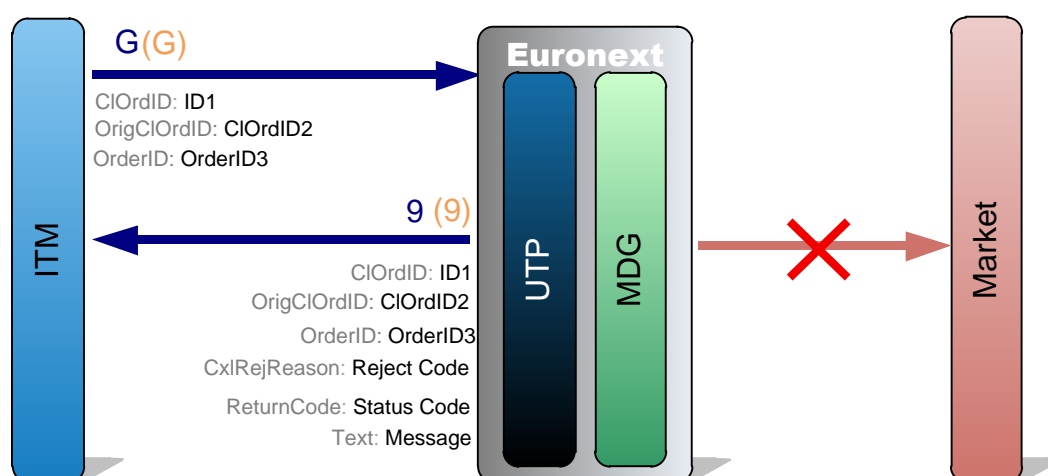 G(G)
Euronext
ClOrdID: ID1
OrigClOrdID: ClOrdID2
OrderID: OrderID3
9 (9)
ITM
UTP
MDG
Market
ClOrdID: ID1
OrigClOrdID: ClOrdID2
OrderID: OrderID3
CxlRejReason: Reject Code
ReturnCode: Status Code
Text: Message